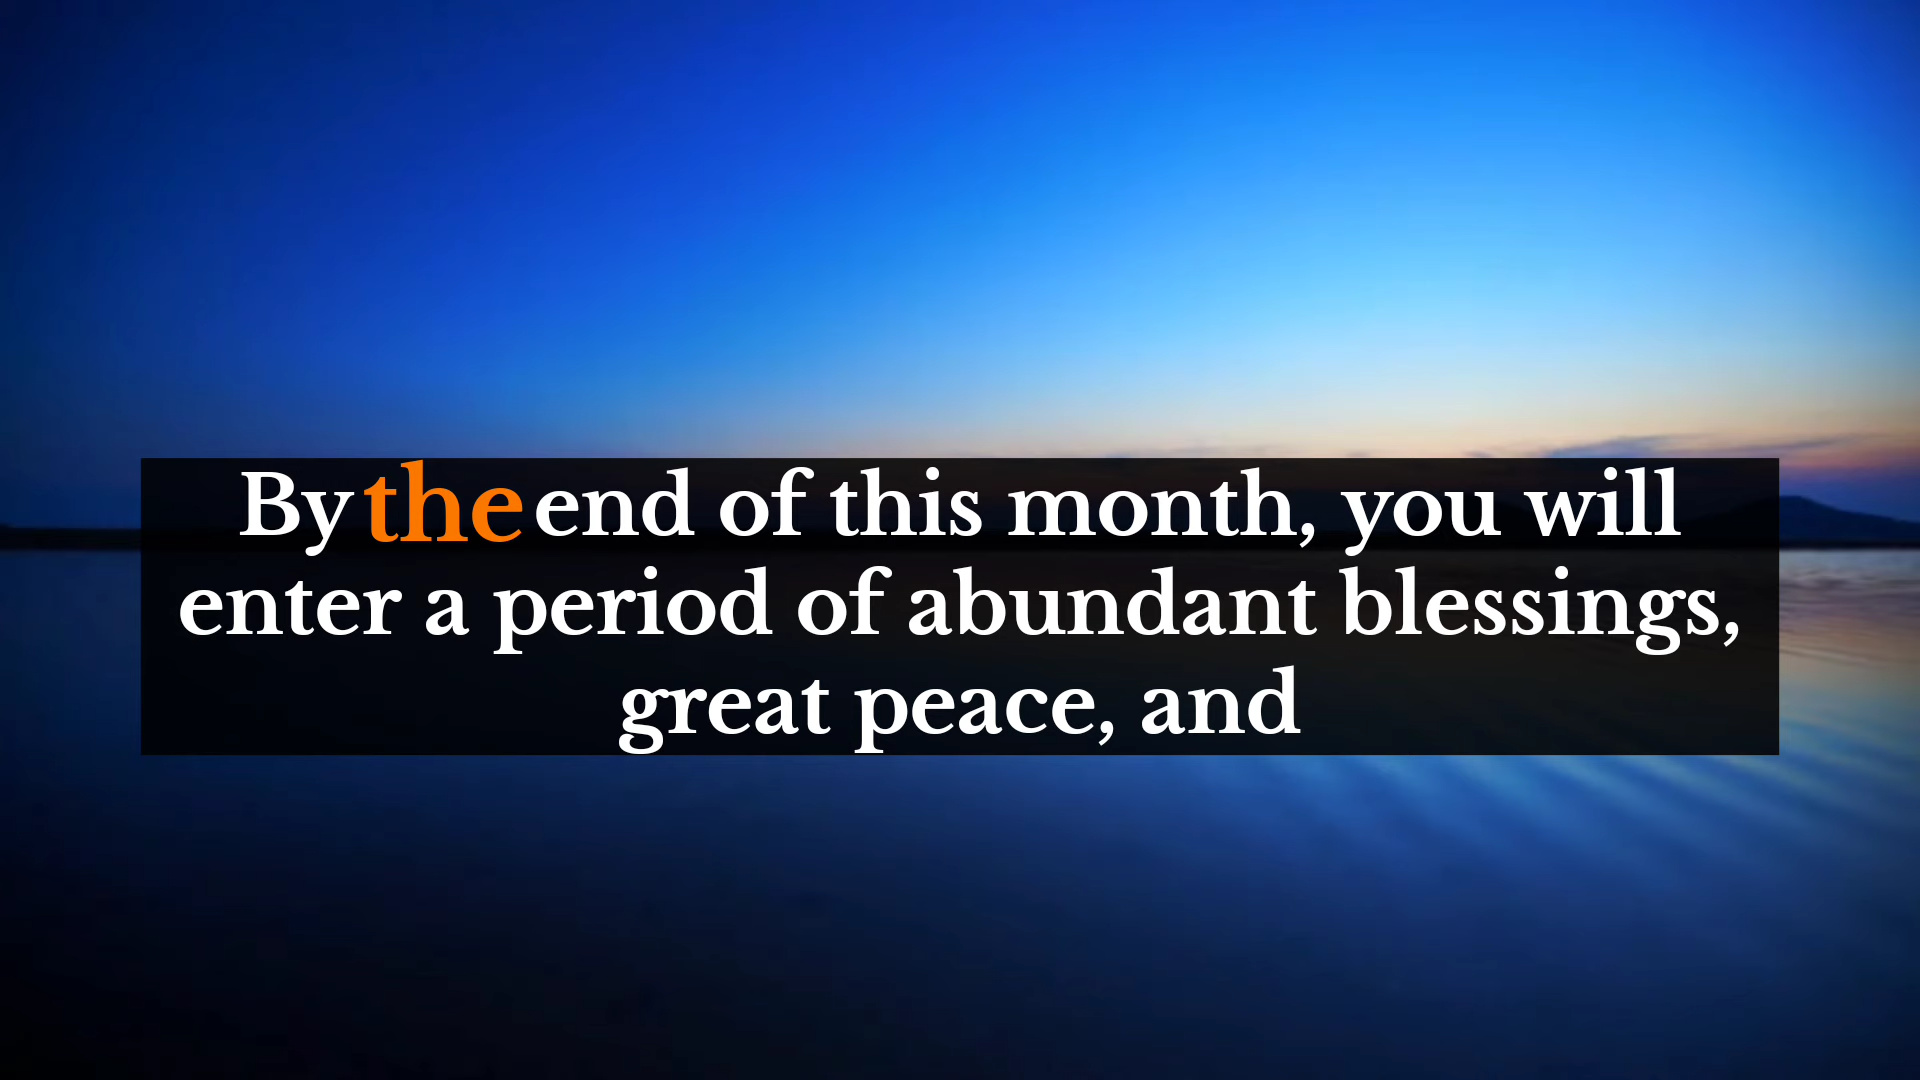 By the end of this month, you will
enter a period of abundant blessings,
great peace, and